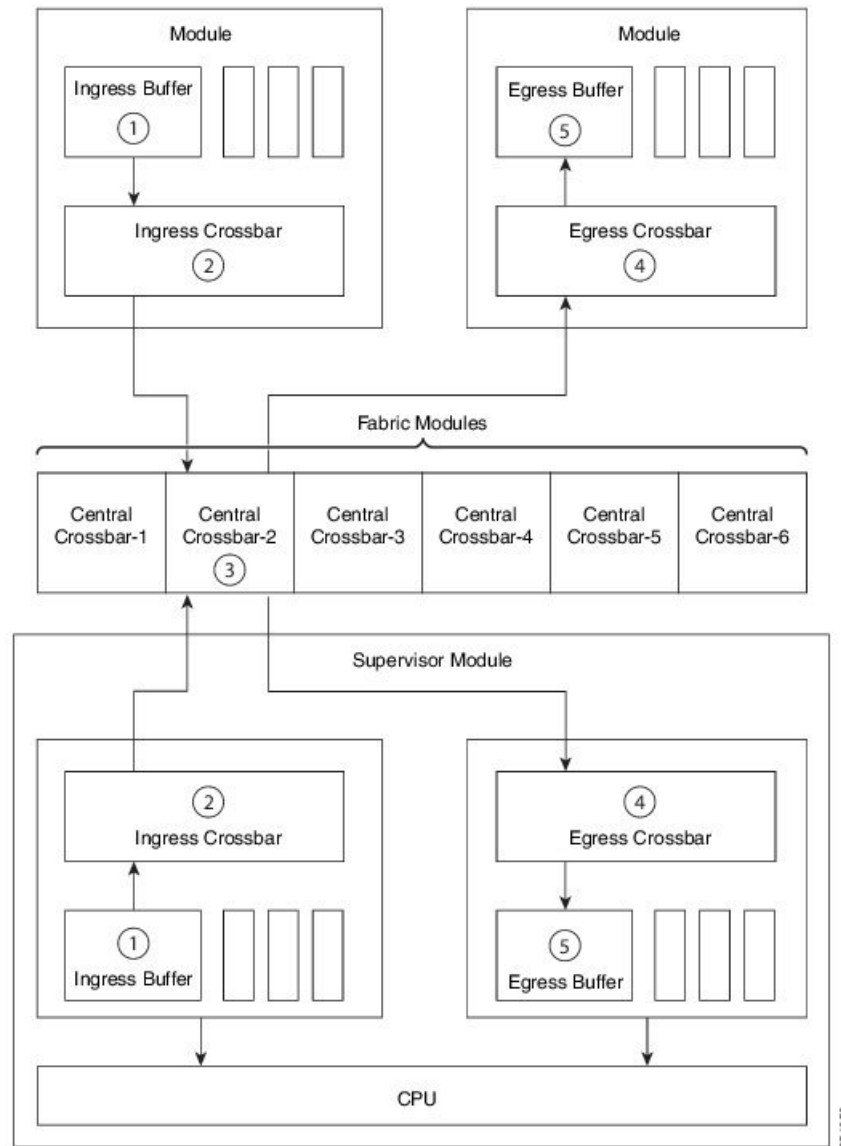 Module
Ingress Buffer
1
Ingress Crossbar
2
Module
Egress Buffer
5
Egress Crossbar
4
Fabric Modules
Central
Crossbar-1
Central
Crossbar-2
3
Central
Crossbar-3
Central
Crossbar-4
Central
Crossbar-5
Central
Crossbar-6
Supervisor Module
2
Ingress Crossbar
1
Ingress Buffer
4
Egress Crossbar
5
Egress Buffer
CPU